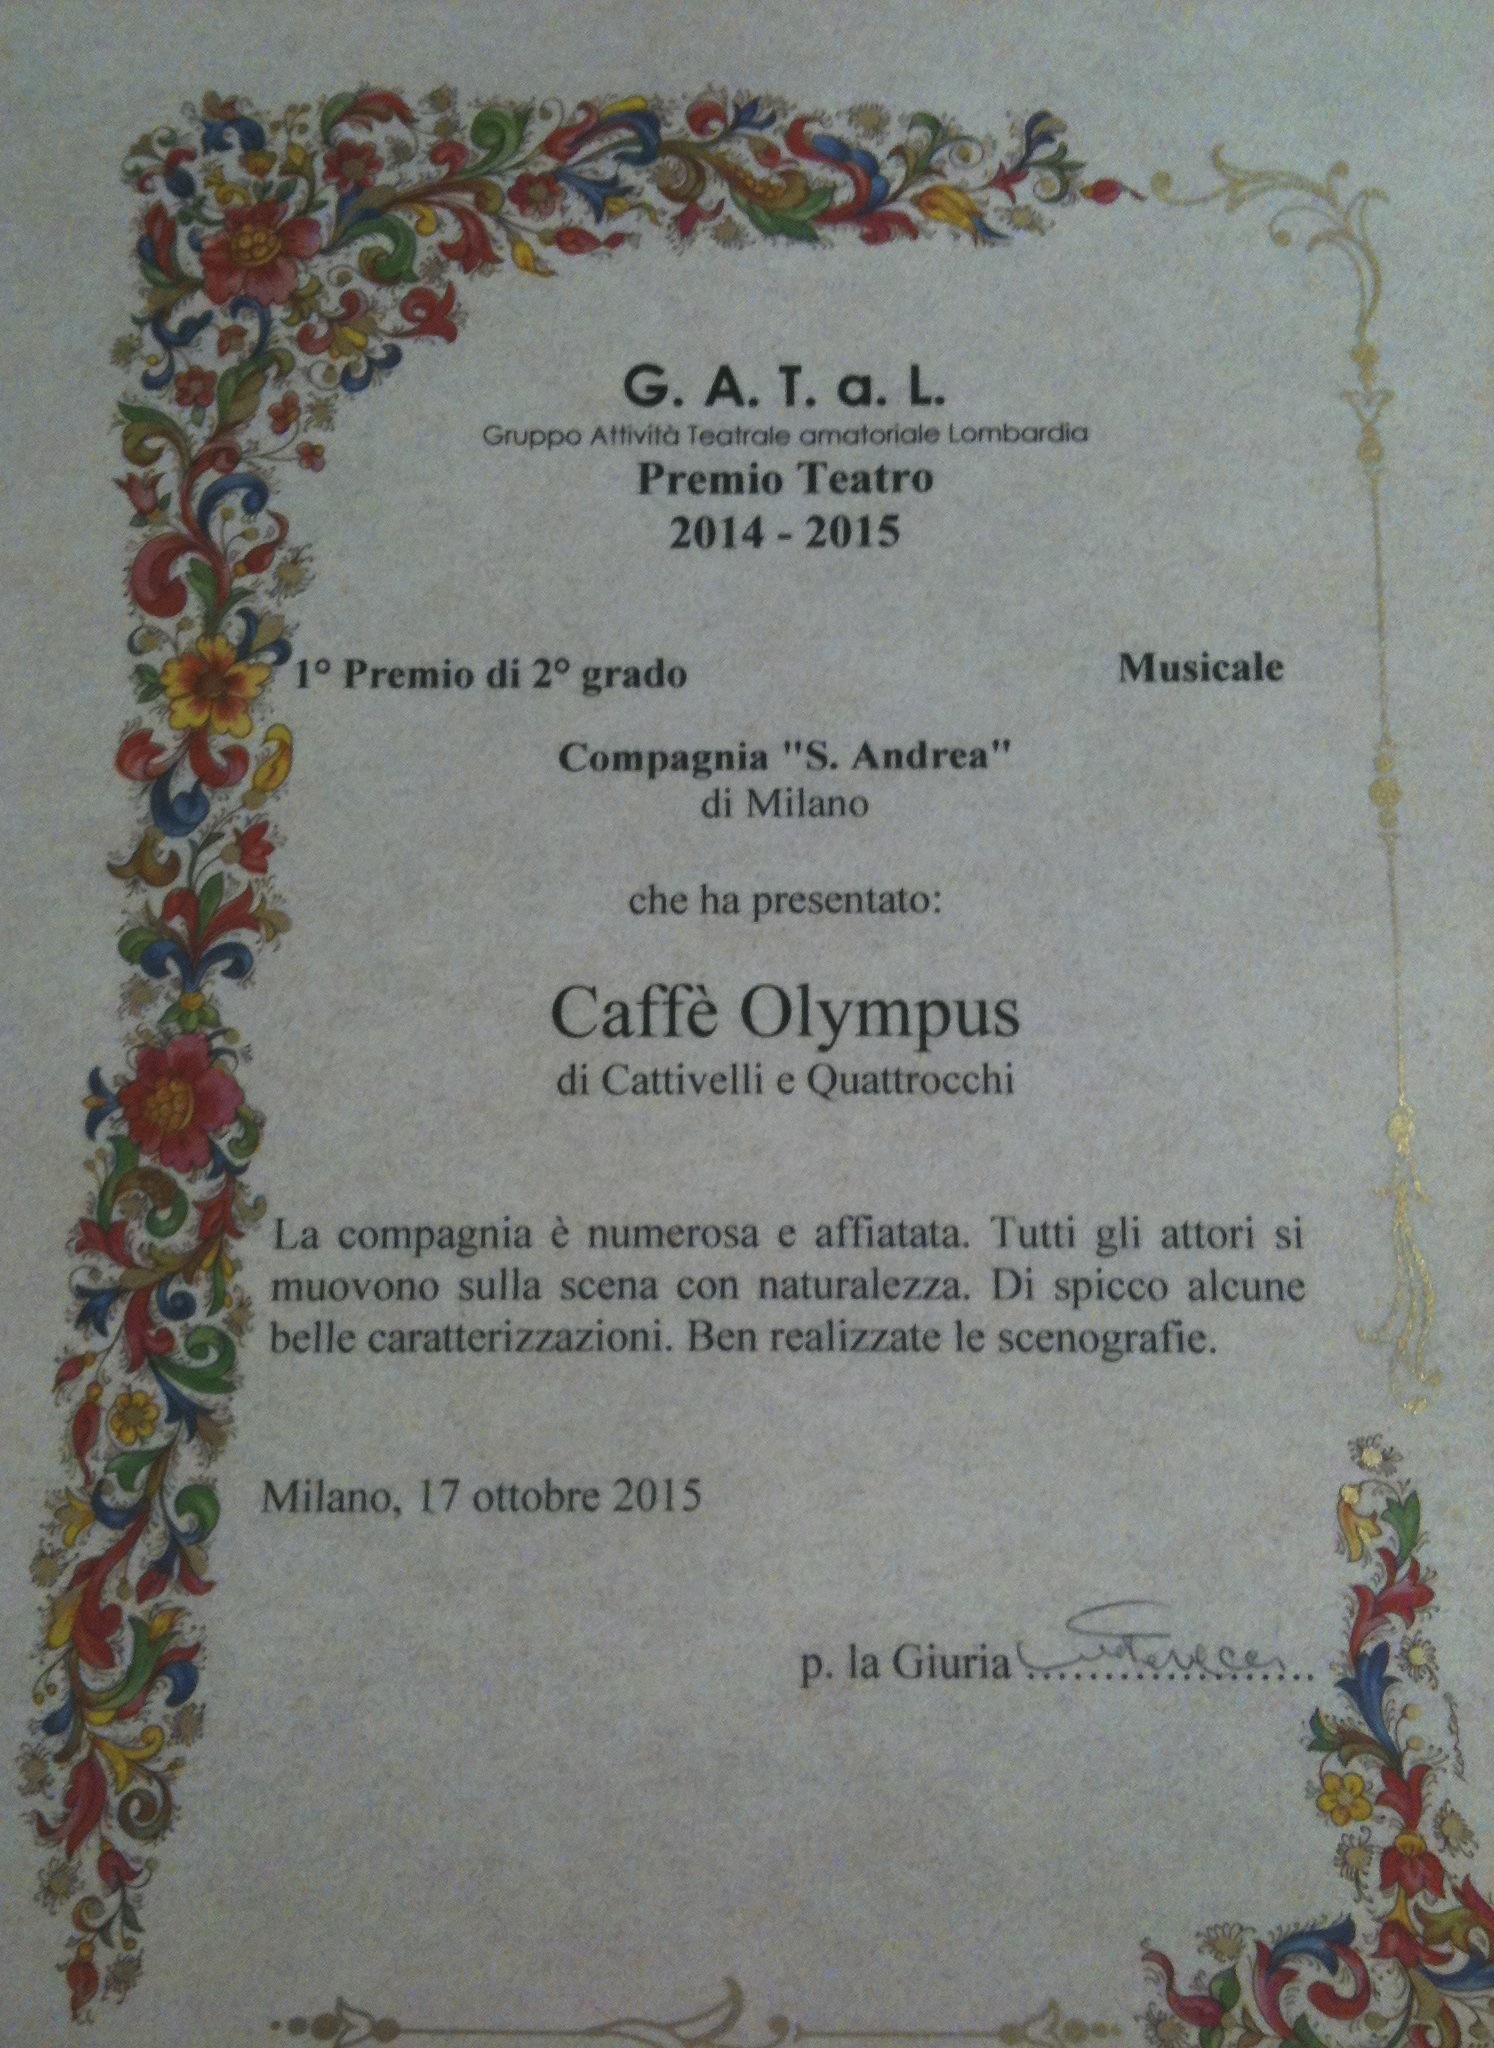 G. A. T. a. L.
Gruppo Attività Teatrale amatoriale Lombardia
Premio Teatro
2014 - 2015
1° Premio di 2° grado Musicale
Compagnia "S. Andrea"
di Milano
che ha presentato:
Caffè Olympus
di Cattivelli e Quattrocchi
La compagnia è numerosa e affiatata. Tutti gli attori si
muovono sulla scena con naturalezza. Di spicco alcune
belle caratterizzazioni. Ben realizzate le scenografie.
Milano, 17 ottobre 2015
p. la Giuria ......................